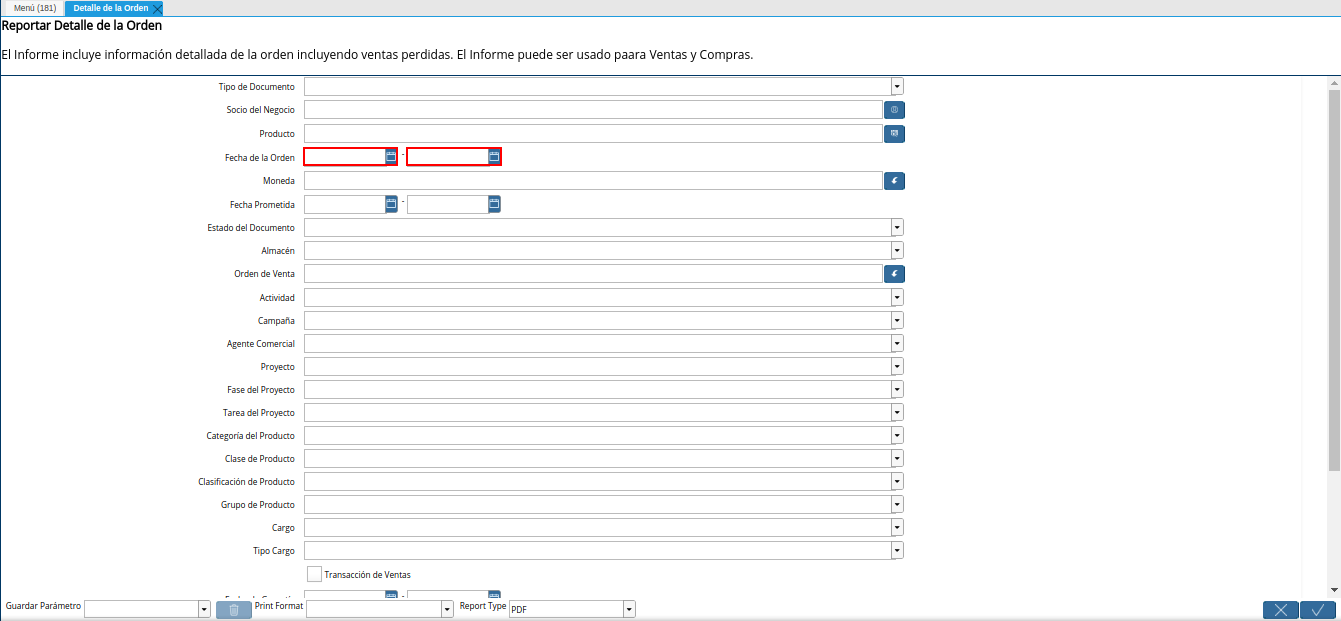 Menú (181)
Detalle de la Orden
Reportar Detalle de la Orden
El Informe incluye información detallada de la orden incluyendo ventas perdidas. El Informe puede ser usado paara Ventas y Compras.
Tipo de Documento
Socio del Negocio
Producto
Fecha de la Orden -
Moneda
Fecha Prometida -
Estado del Documento
Almacén
Orden de Venta
Actividad
Campaña
Agente Comercial
Proyecto
Fase del Proyecto
Tarea del Proyecto
Categoría del Producto
Clase de Producto
Clasificación de Producto
Grupo de Producto
Cargo
Tipo Cargo
Transacción de Ventas
Guardar Parámetro
Print Format
Report Type PDF